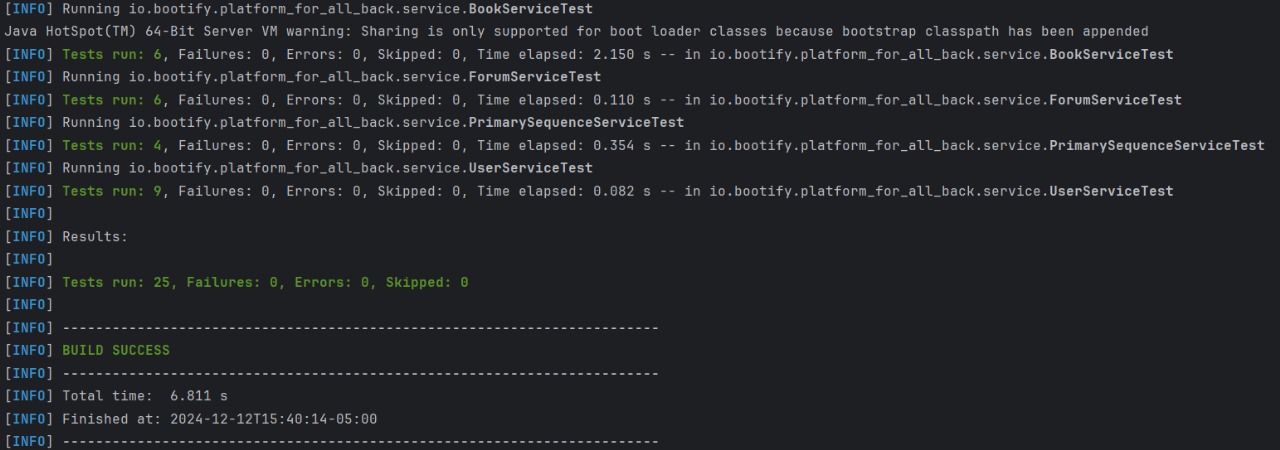 [INFO] Running io.bootify.platform_for_all_back.service.BookServiceTest
Java HotSpot(TM) 64-Bit Server VM warning: Sharing is only supported for boot loader classes because bootstrap classpath has been appended
[INFO] Tests run: 6, Failures: 0, Errors: 0, Skipped: 0, Time elapsed: 2.150 s -- in io.bootify.platform_for_all_back.service.BookServiceTest
[INFO] Running io.bootify.platform_for_all_back.service.ForumServiceTest
[INFO] Tests run: 6, Failures: 0, Errors: 0, Skipped: 0, Time elapsed: 0.110 s -- in io.bootify.platform_for_all_back.service.ForumServiceTest
[INFO] Running io.bootify.platform_for_all_back.service.PrimarySequenceServiceTest
[INFO] Tests run: 4, Failures: 0, Errors: 0, Skipped: 0, Time elapsed: 0.354 s -- in io.bootify.platform_for_all_back.service.PrimarySequenceServiceTest
[INFO] Running io.bootify.platform_for_all_back.service.UserServiceTest
[INFO] Tests run: 9, Failures: 0, Errors: 0, Skipped: 0, Time elapsed: 0.082 s -- in io.bootify.platform_for_all_back.service.UserServiceTest
[INFO]
[INFO] Results:
[INFO]
[INFO] Tests run: 25, Failures: 0, Errors: 0, Skipped: 0
[INFO]
[INFO] ------------------------------------------------------------------------
[INFO] BUILD SUCCESS
[INFO] ------------------------------------------------------------------------
[INFO] Total time:  6.811 s
[INFO] Finished at: 2024-12-12T15:40:14-05:00
[INFO] ------------------------------------------------------------------------